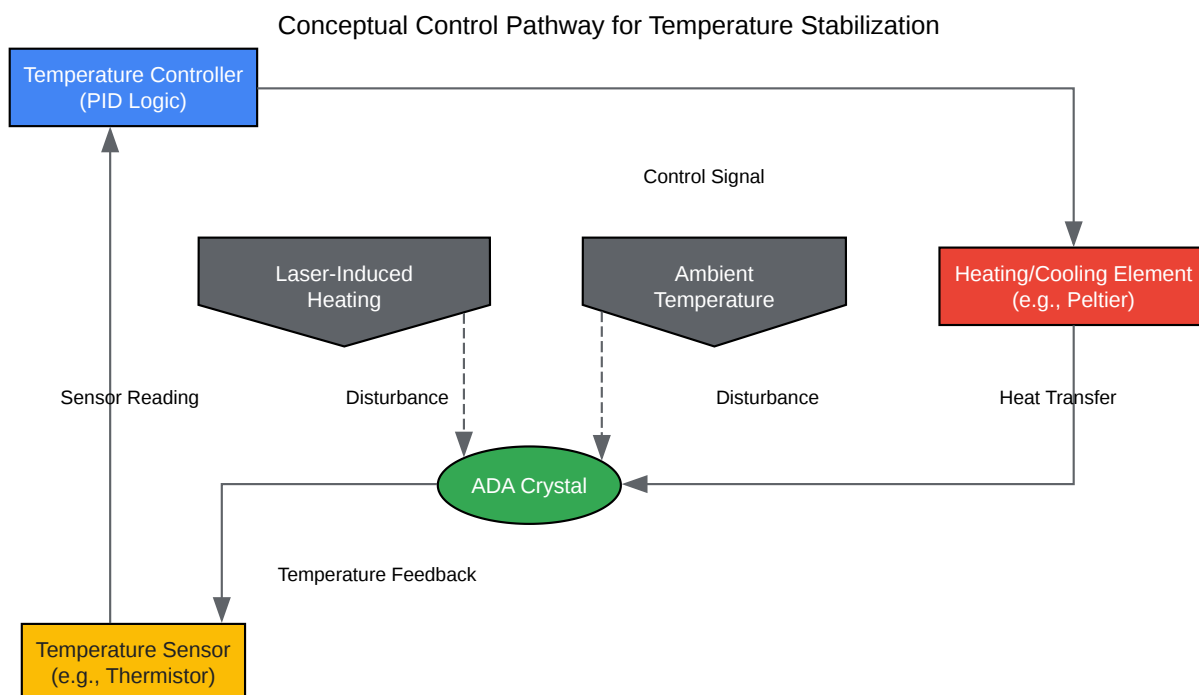 Conceptual Control Pathway for Temperature Stabilization
Temperature Controller
(PID Logic)
Control Signal
Laser-Induced
Heating
Ambient
Temperature
Heating/Cooling Element
(e.g., Peltier)
Sensor Reading
Disturbance
Disturbance
Heat Transfer
ADA Crystal
Temperature Feedback
Temperature Sensor
(e.g., Thermistor)